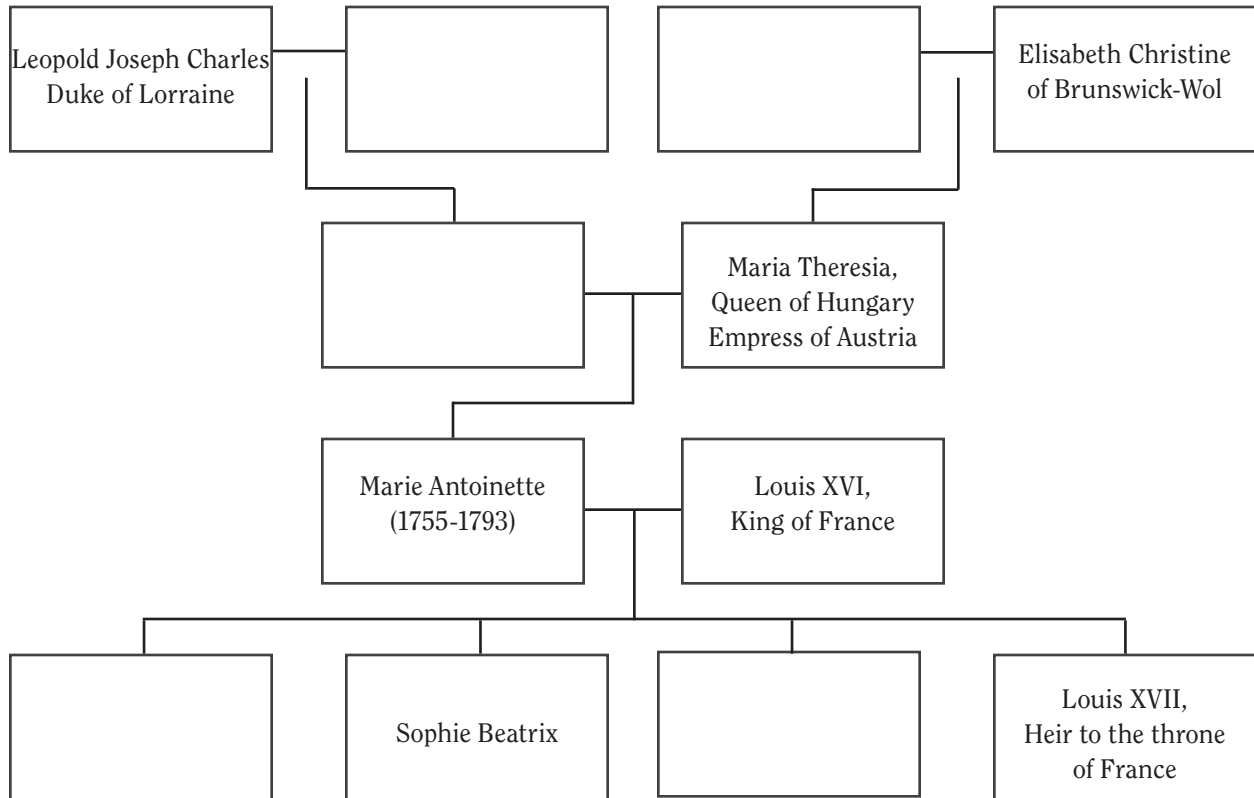 Leopold Joseph Charles
Duke of Lorraine
Elisabeth Christine
of Brunswick-Wol
Maria Theresia,
Queen of Hungary
Empress of Austria
Marie Antoinette
(1755-1793)
Louis XVI,
King of France
Sophie Beatrix
Louis XVII,
Heir to the throne
of France